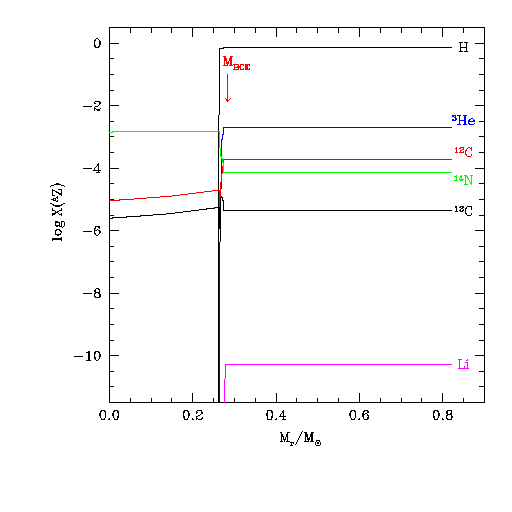 0
H
M_BCE
−2
³He
¹²C
−4
¹⁴N
log X(ᴬZ)
¹³C
−6
−8
−10
Li
0.0 0.2 0.4 0.6 0.8
M_r/M_⊙